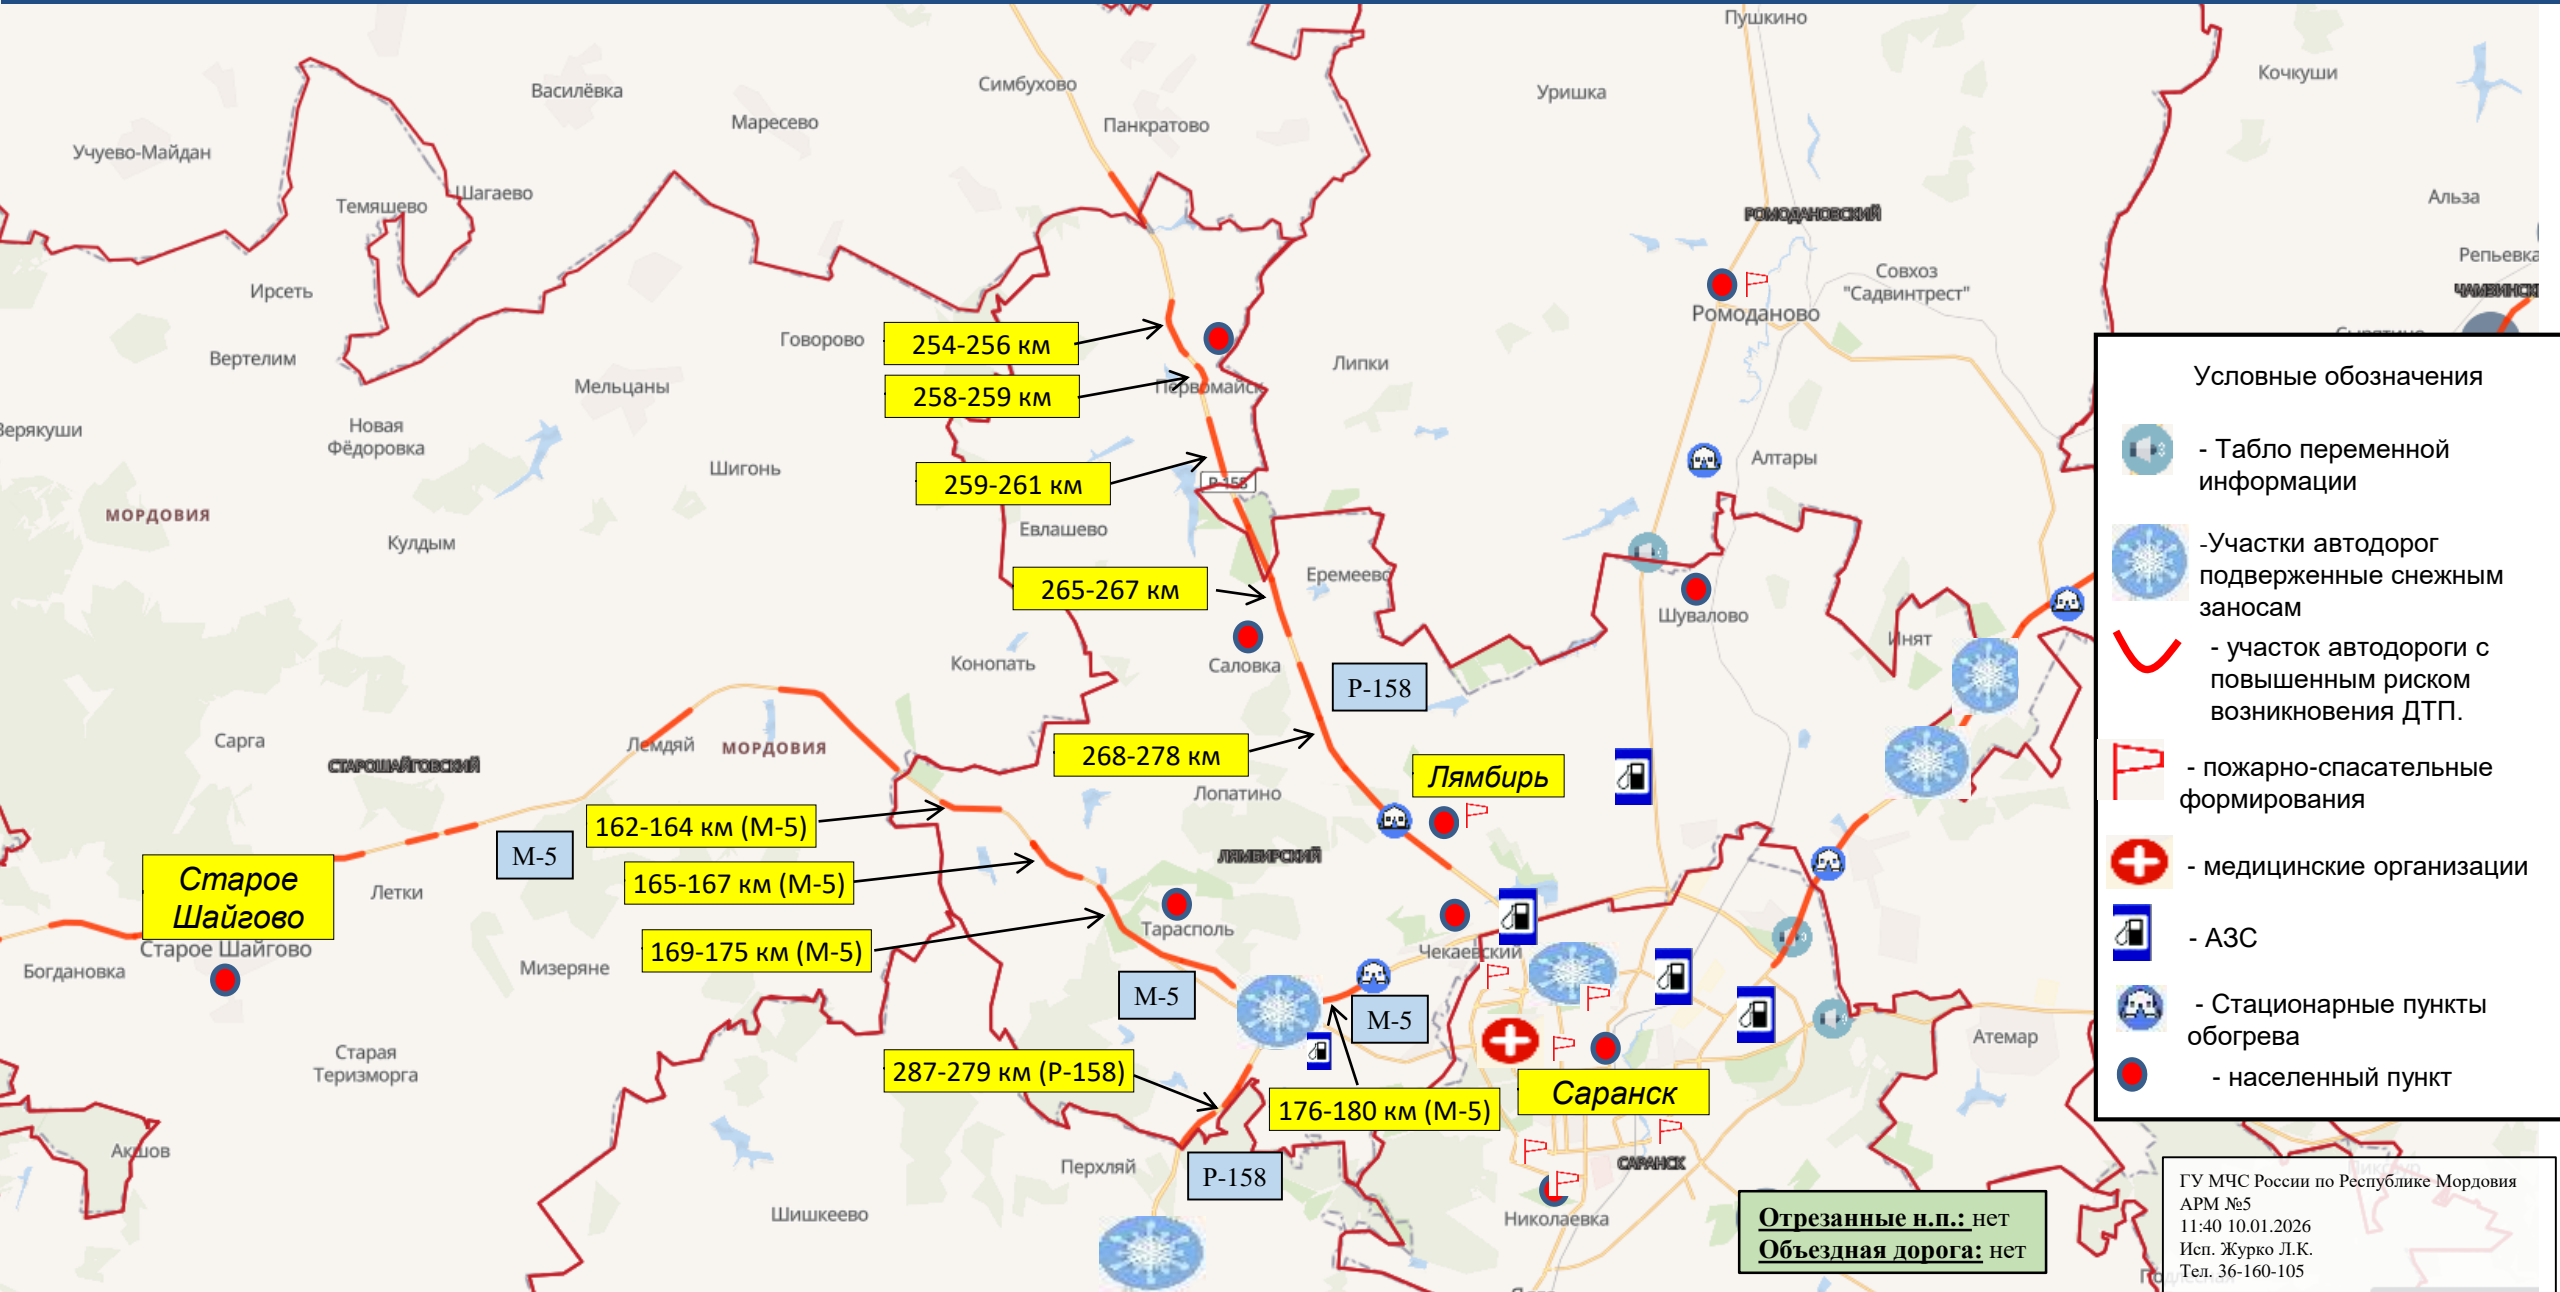 Пушкино
Кочкуши
Симбухово
Василёвка
Уришка
Маресево
Панкратово
Учуево-Майдан
Шагаево
Темяшево
Альза
РОМОДАНОВСКИЙ
Репьевка
Совхоз
"Садвинтрест"
Ирсеть
Ромоданово
Говорово
254-256 км
Вертелим
Липки
Мельцаны
Первомайск
258-259 км
Верякуши
Новая
Фёдоровка
Шигонь
Алтары
259-261 км
Р-158
МОРДОВИЯ
Евлашево
Кулдым
Еремеево
265-267 км
Шувалово
Инят
Конопать
Саловка
Р-158
Сарга
Лемдяй
МОРДОВИЯ
СТАРОШАЙГОВСКИЙ
268-278 км
Лямбирь
Лопатино
162-164 км (М-5)
М-5
ЛЯМБИРСКИЙ
165-167 км (М-5)
Старое
Шайгово
Летки
Тарасполь
Старое Шайгово
169-175 км (М-5)
Чекаевский
Богдановка
Мизеряне
М-5
М-5
Атемар
Старая
Теризморга
287-279 км (Р-158)
176-180 км (М-5)
Саранск
Акшов
Перхляй
Р-158
САРАНСК
Шишкеево
Николаевка
Отрезанные н.п.: нет
Объездная дорога: нет
Условные обозначения
- Табло переменной
информации
-Участки автодорог
подверженные снежным
заносам
- участок автодороги с
повышенным риском
возникновения ДТП.
- пожарно-спасательные
формирования
- медицинские организации
- АЗС
- Стационарные пункты
обогрева
- населенный пункт
ГУ МЧС России по Республике Мордовия
АРМ №5
11:40 10.01.2026
Исп. Журко Л.К.
Тел. 36-160-105